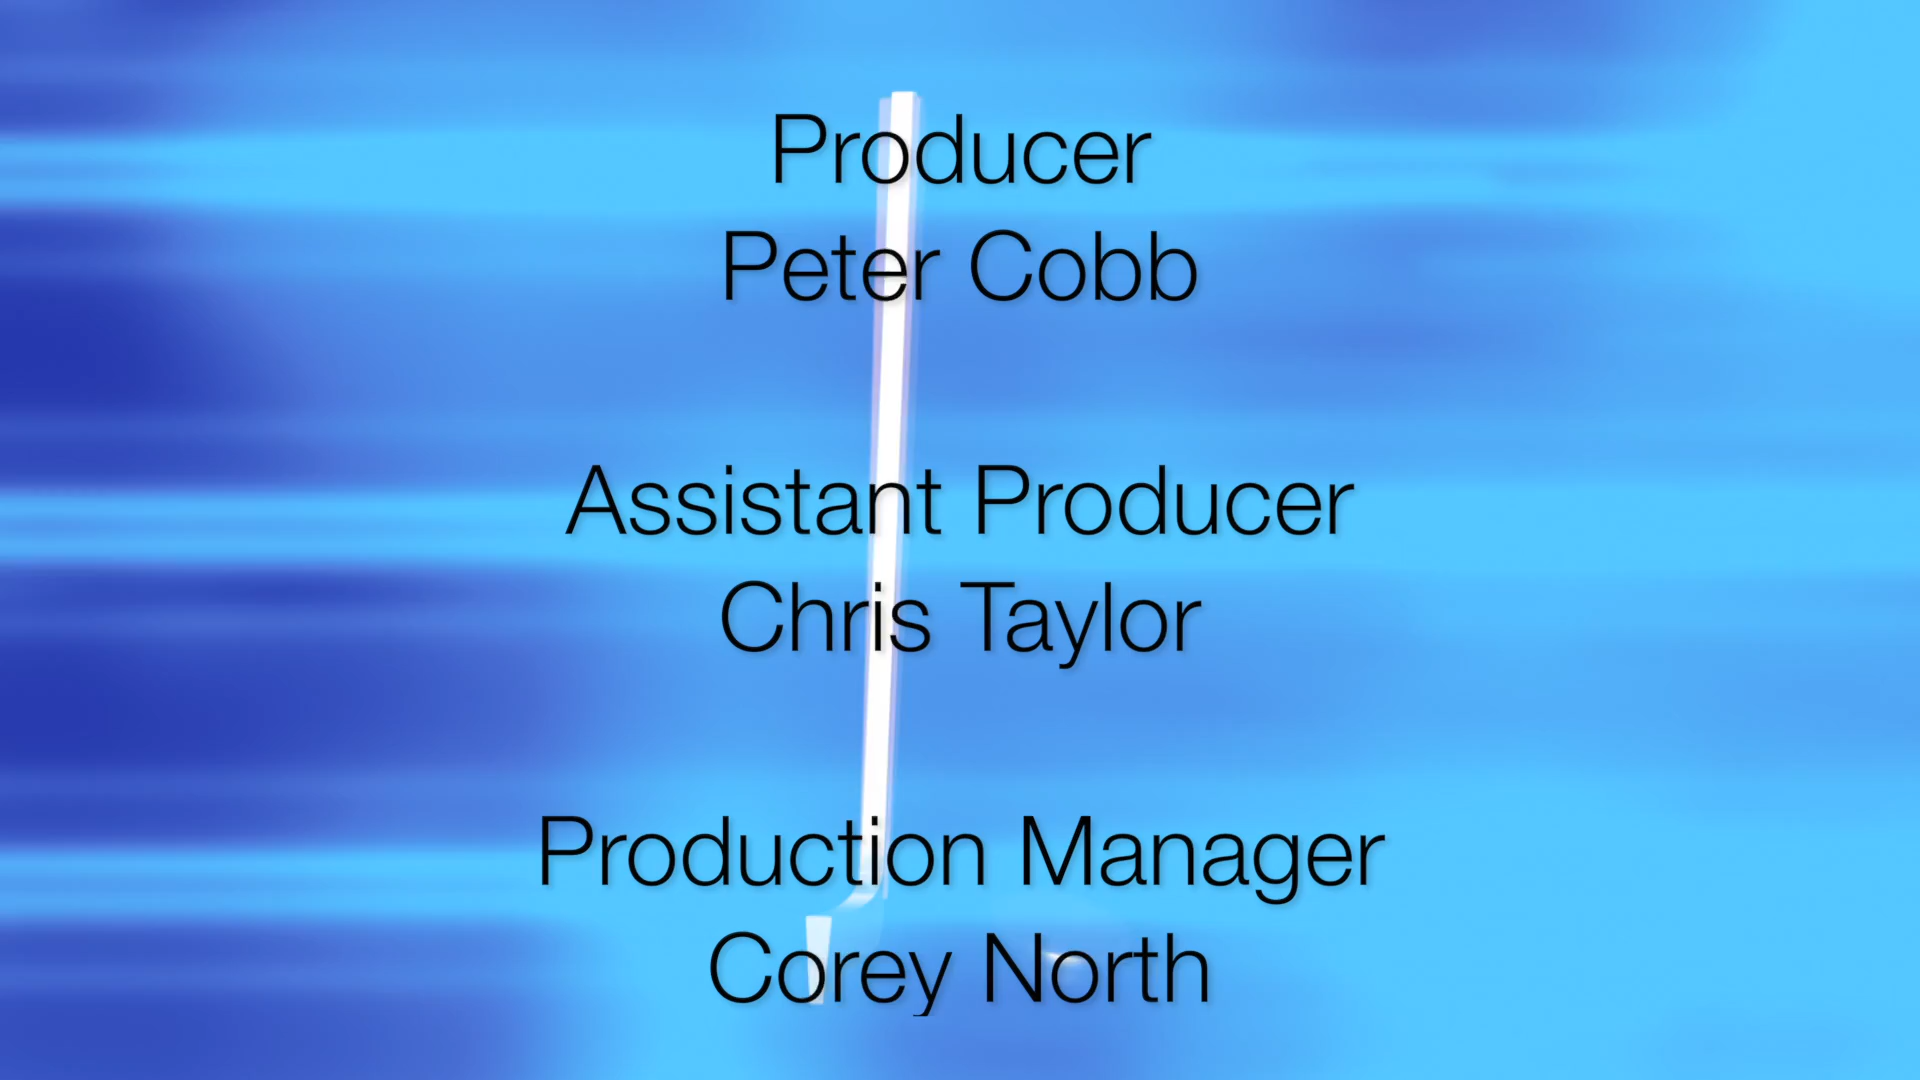 Producer
Peter Cobb
Assistant Producer
Chris Taylor
Production Manager
Corey North